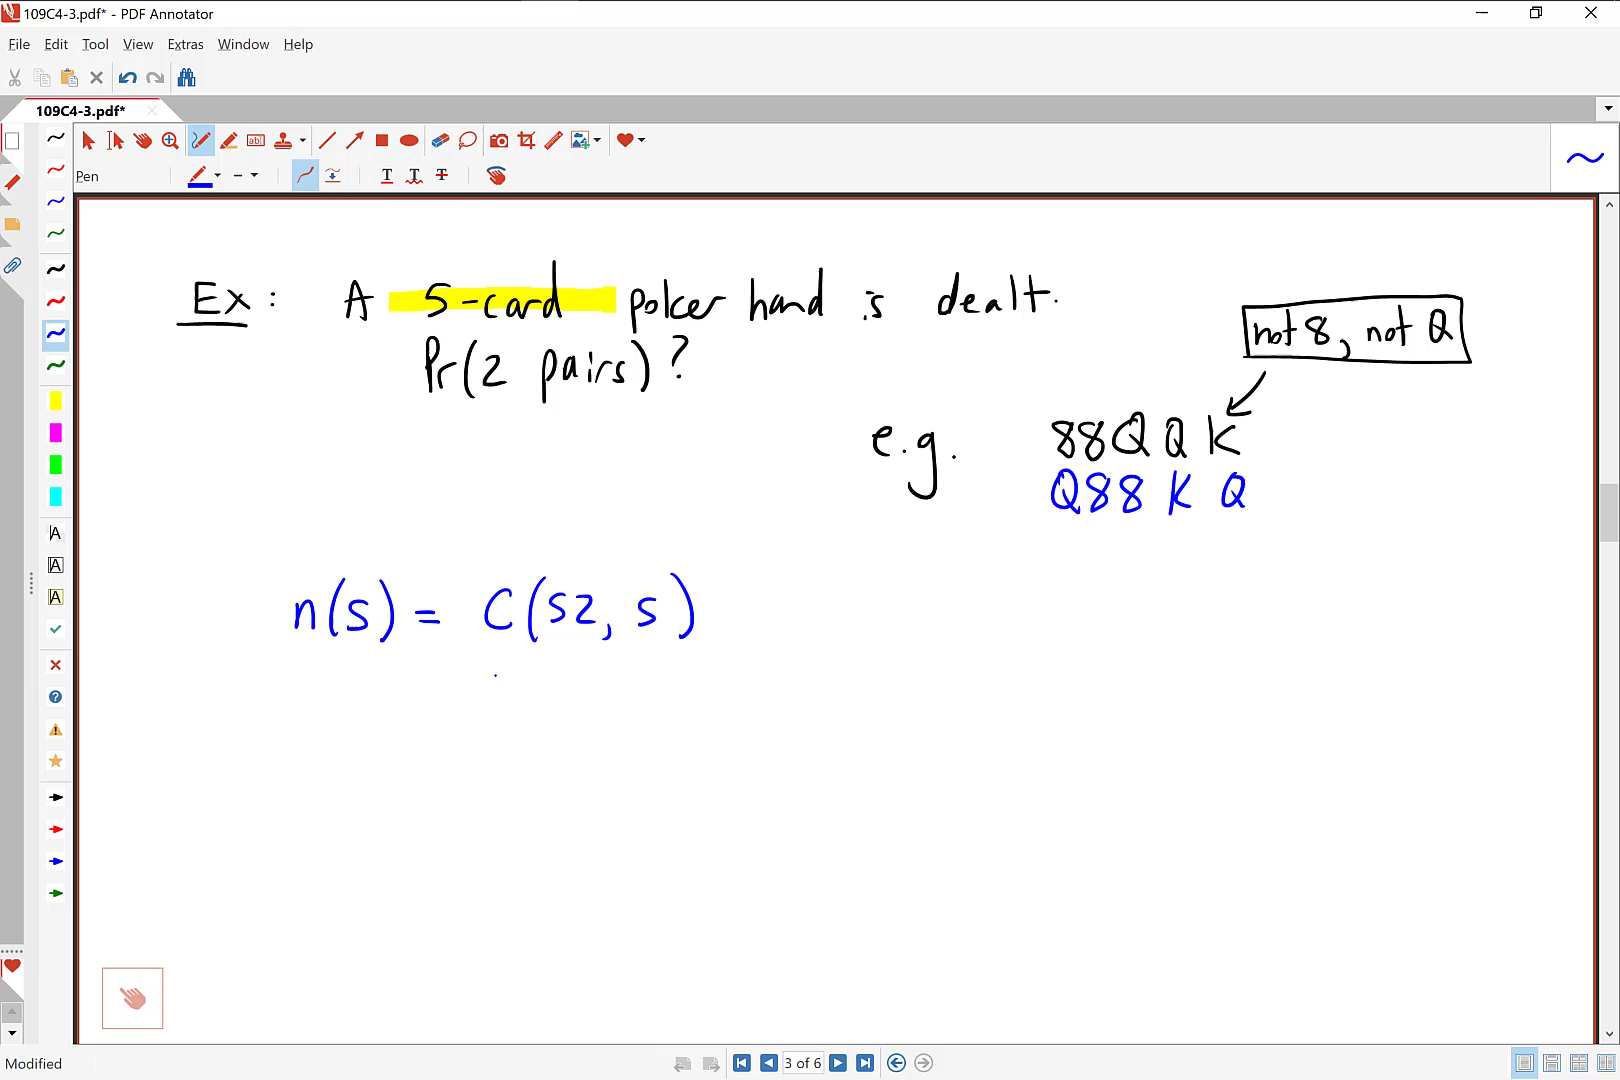 109C4-3.pdf* - PDF Annotator
File Edit Tool View Extras Window Help
109C4-3.pdf*
Pen
Ex: A 5-card poker hand is dealt.
Pr(2 pairs)?
not 8, not Q
e.g. 88QQK
Q88KQ
n(S) = C(52, 5)
Modified
3 of 6